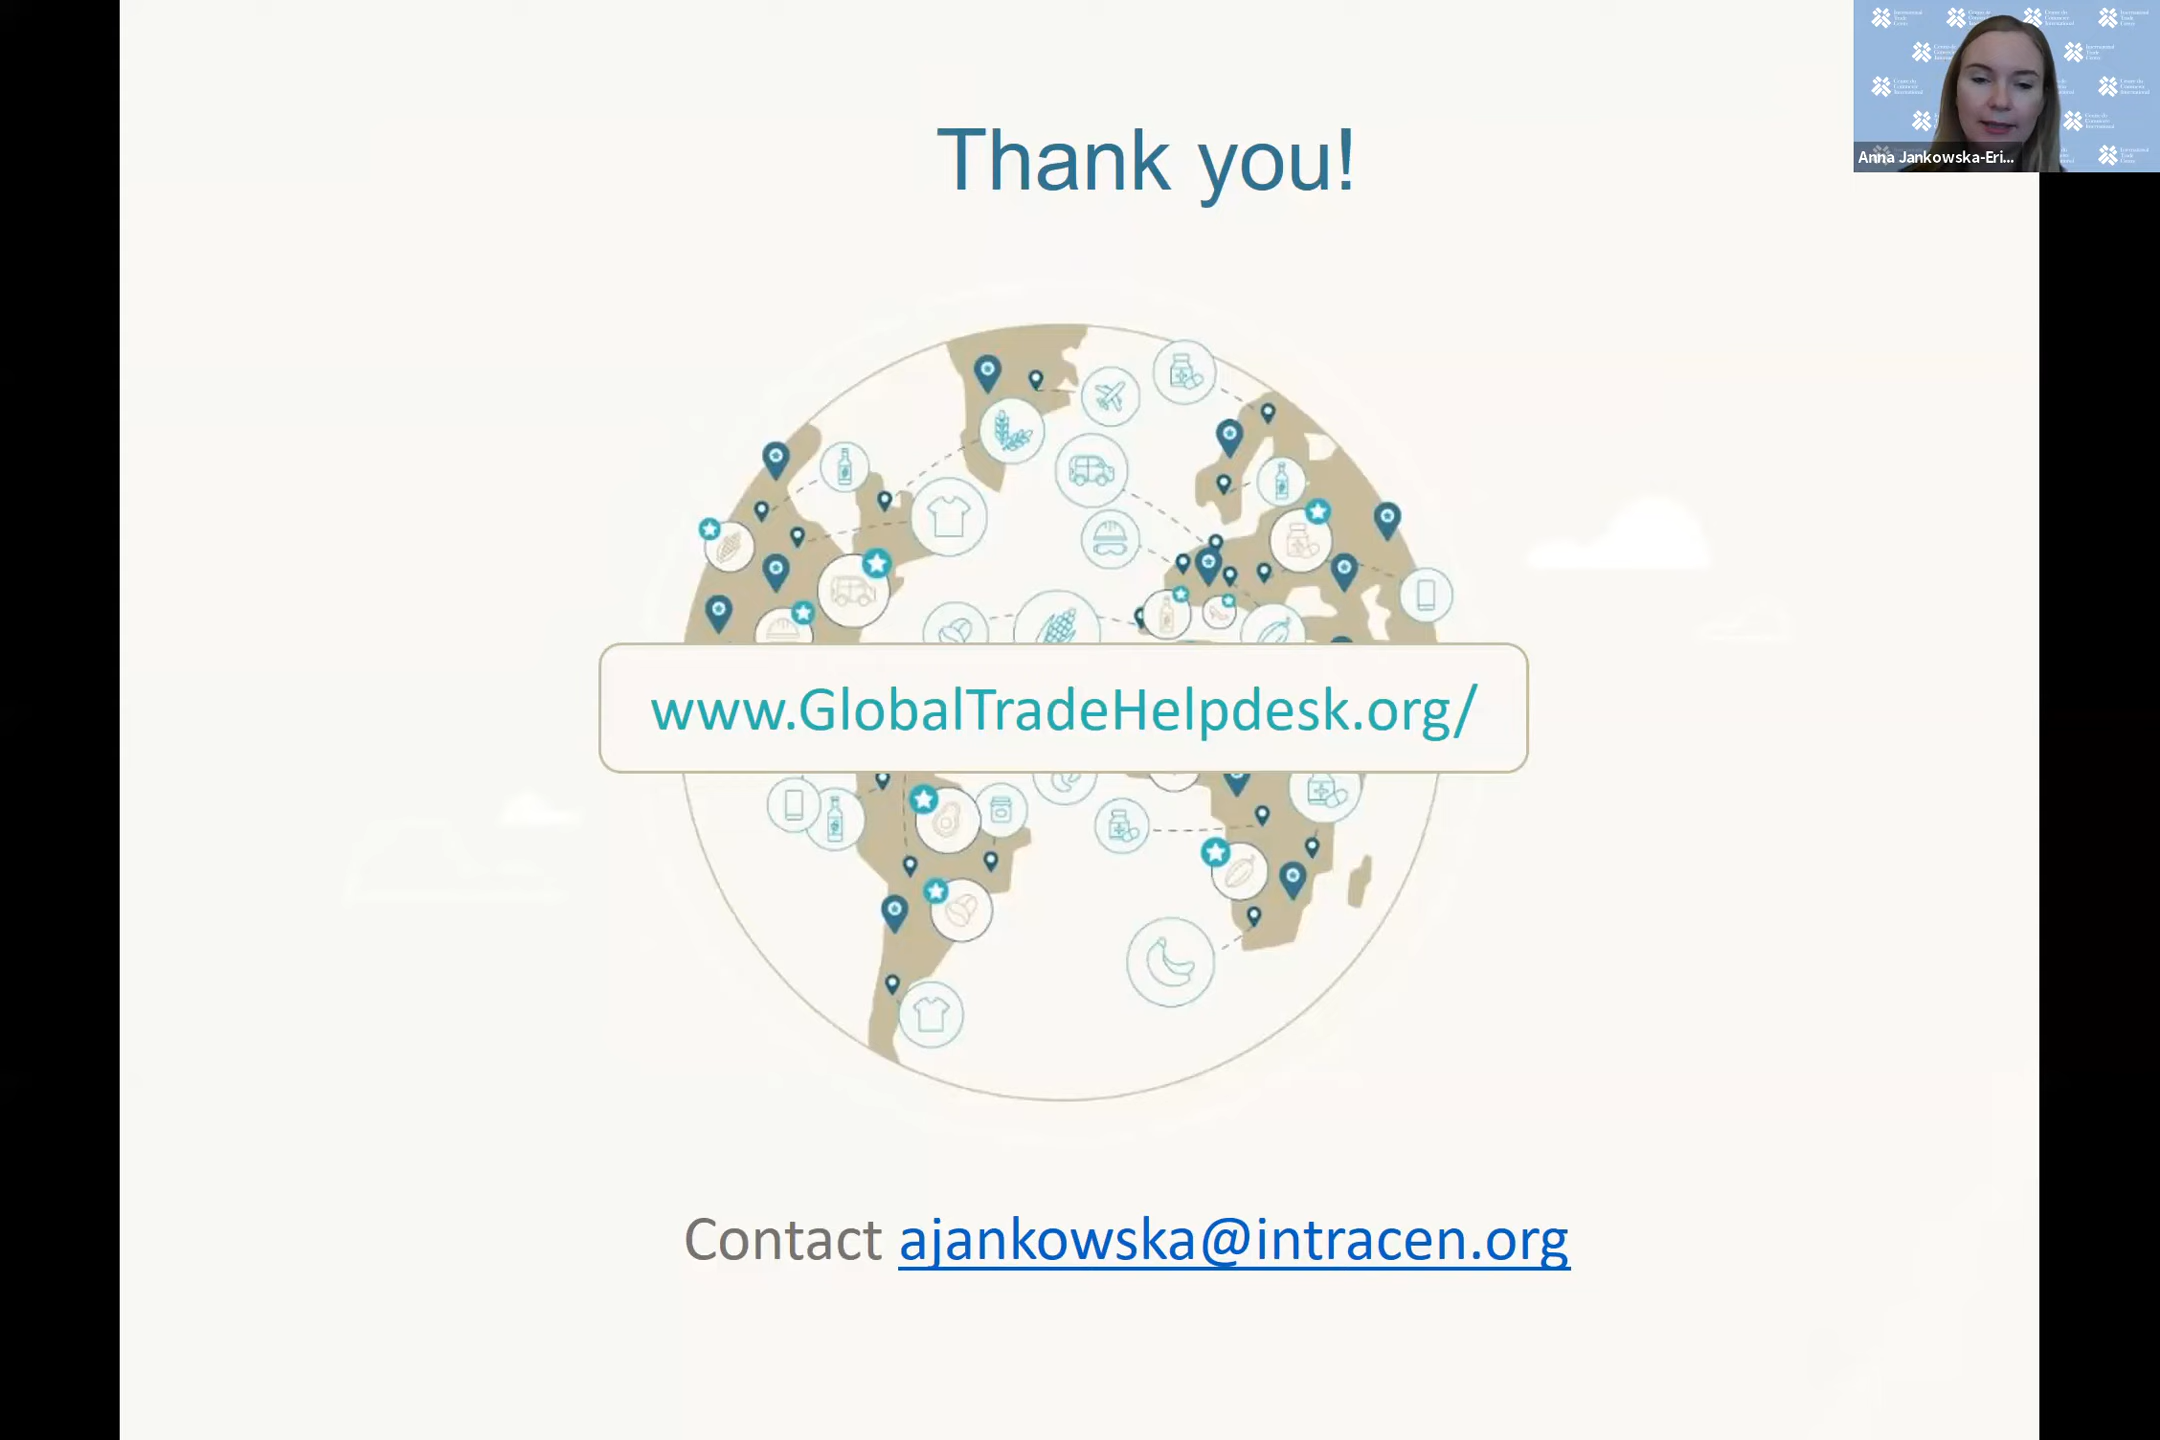 Thank you!
Anna Jankowska-Eri...
www.GlobalTradeHelpdesk.org/
Contact ajankowska@intracen.org